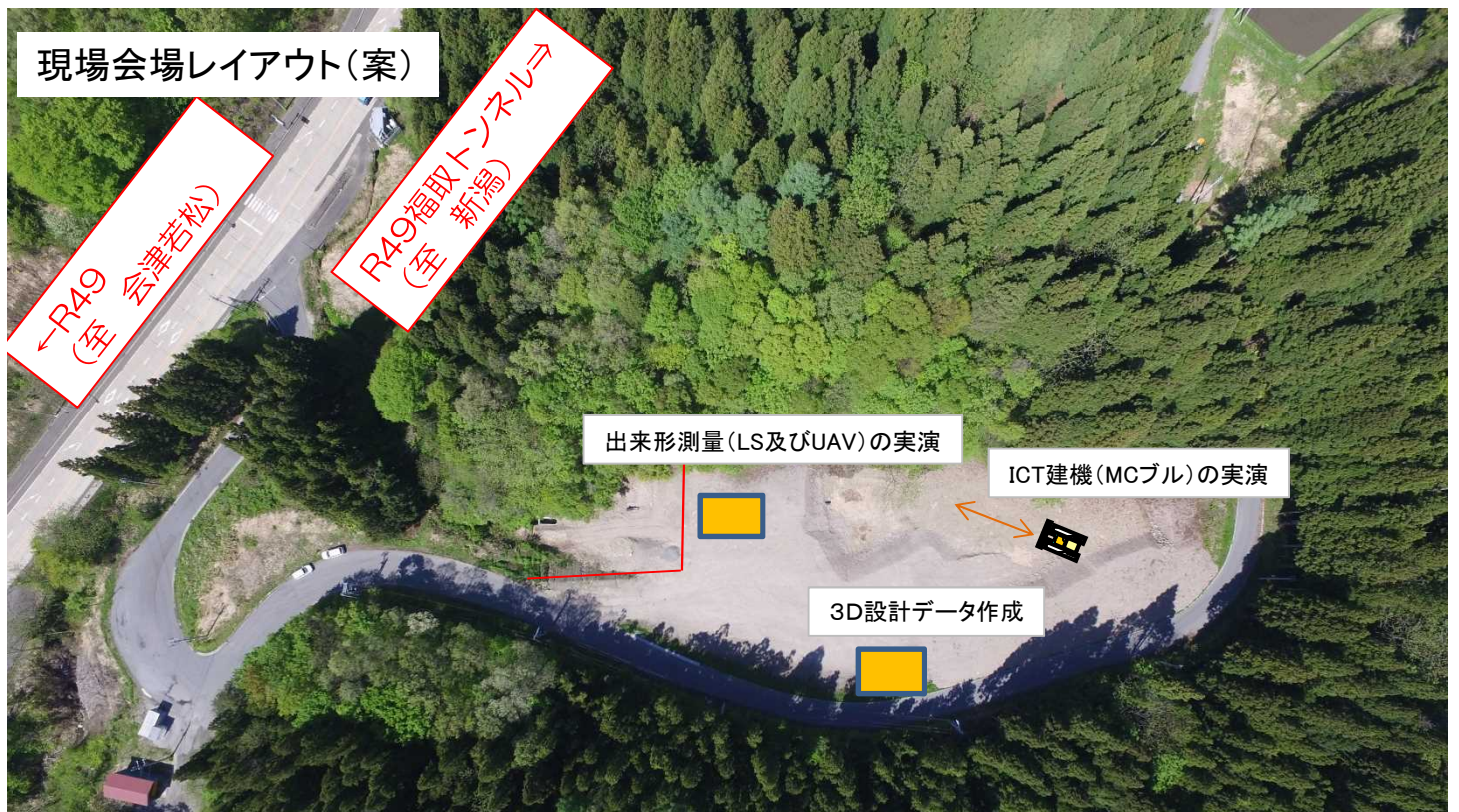 現場会場レイアウト(案)
←R49
(至　会津若松)
R49福取トンネル⇒
(至　新潟)
出来形測量(LS及びUAV)の実演
ICT建機(MCブル)の実演
3D設計データ作成